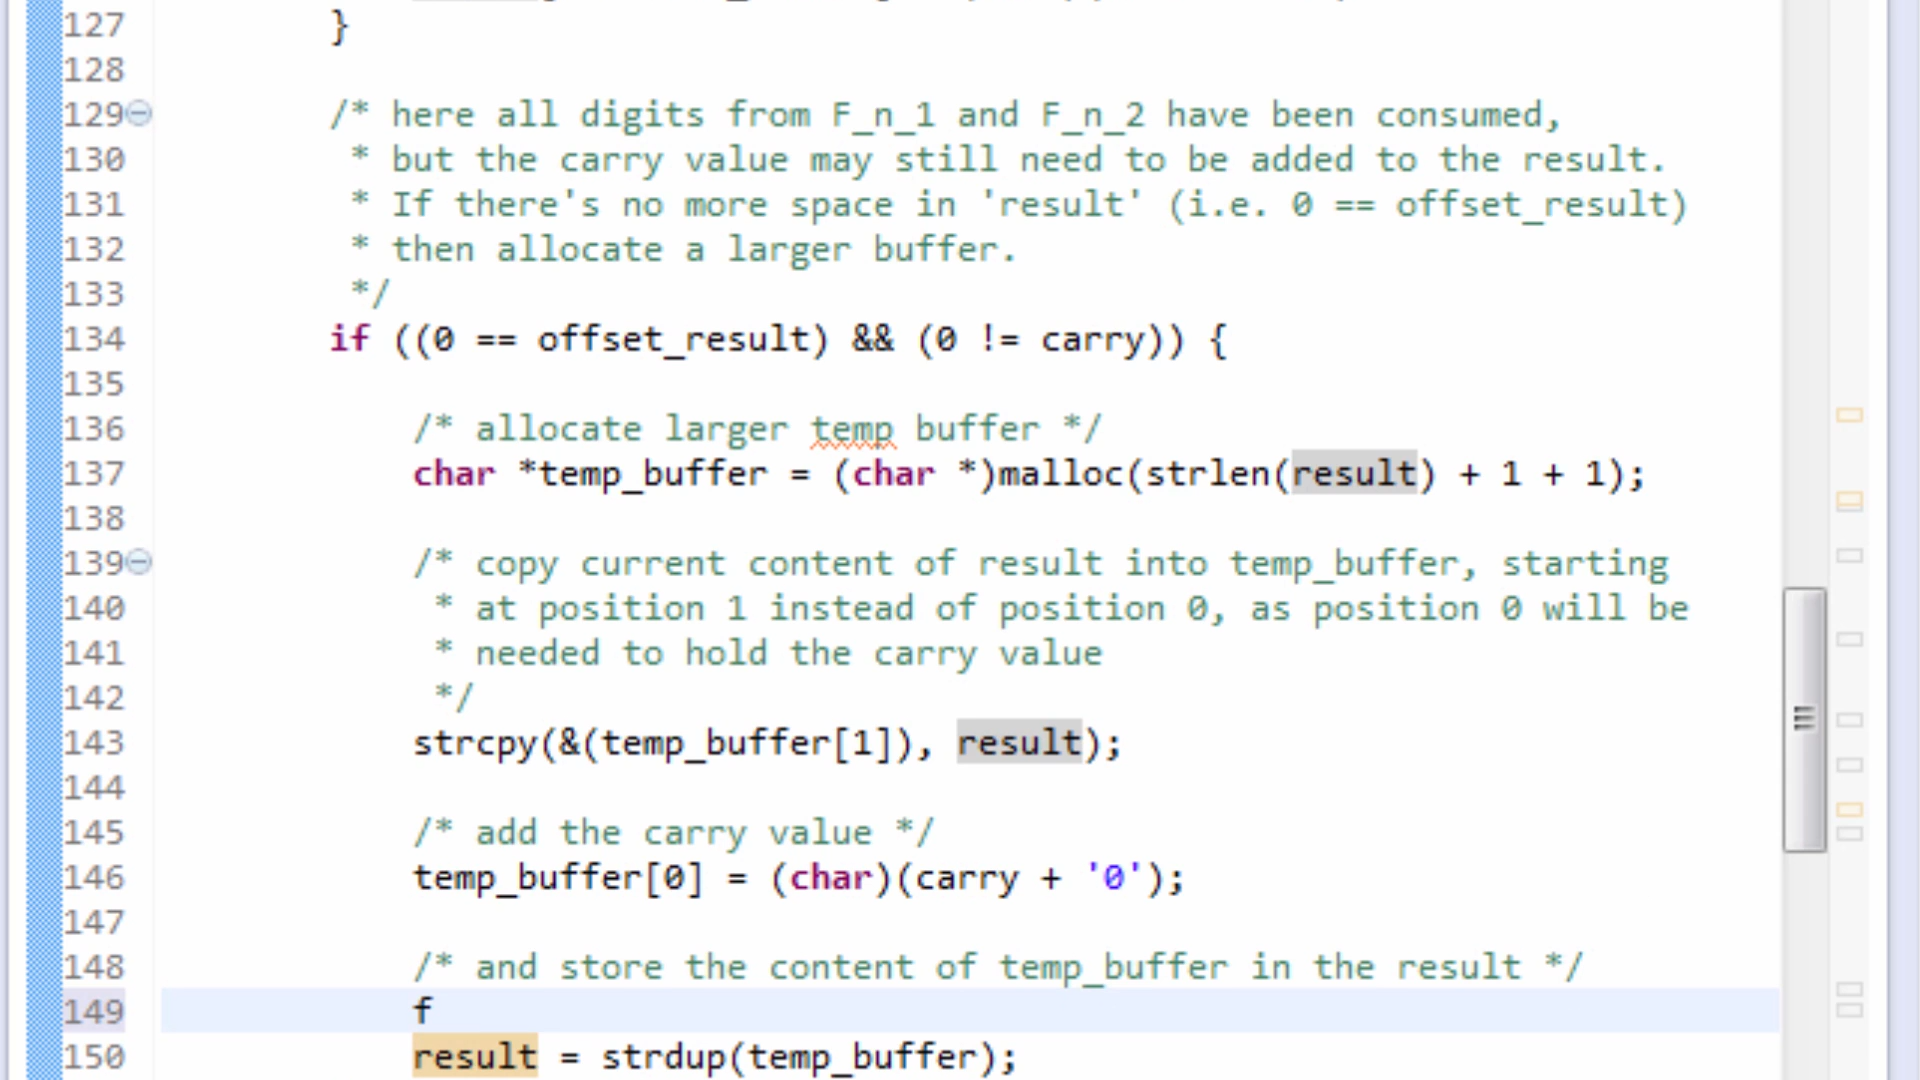 127 }
128
129 /* here all digits from F_n_1 and F_n_2 have been consumed,
130 * but the carry value may still need to be added to the result.
131 * If there's no more space in 'result' (i.e. 0 == offset_result)
132 * then allocate a larger buffer.
133 */
134 if ((0 == offset_result) && (0 != carry)) {
135
136 /* allocate larger temp buffer */
137 char *temp_buffer = (char *)malloc(strlen(result) + 1 + 1);
138
139 /* copy current content of result into temp_buffer, starting
140 * at position 1 instead of position 0, as position 0 will be
141 * needed to hold the carry value
142 */
143 strcpy(&(temp_buffer[1]), result);
144
145 /* add the carry value */
146 temp_buffer[0] = (char)(carry + '0');
147
148 /* and store the content of temp_buffer in the result */
149 f
150 result = strdup(temp_buffer);